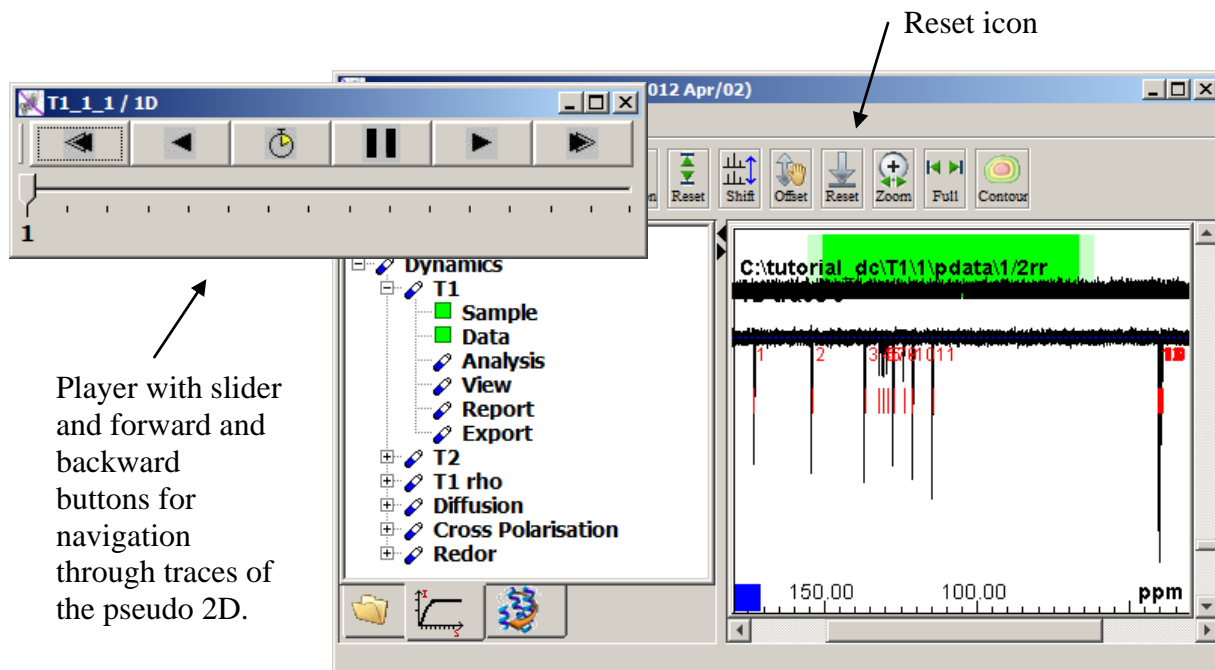 Reset icon
T1_1_1 / 1D
012 Apr/02)
1
n Reset Shift Offset Reset Zoom Full Contour
Dynamics
T1
Sample
Data
Analysis
View
Report
Export
T2
T1 rho
Diffusion
Cross Polarisation
Redor
C:\tutorial_dc\T1\1\pdata\1/2rr
1 2 3
150.00 100.00 ppm
Player with slider
and forward and
backward
buttons for
navigation
through traces of
the pseudo 2D.